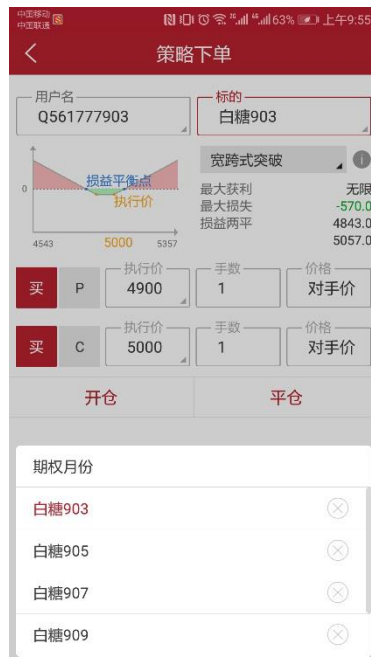 中国移动
中国联通
63% 上午9:55
策略下单
用户名 标的
Q561777903 白糖903
宽跨式突破
0 损益平衡点
执行价
4543 5000 5357
最大获利 无限
最大损失 -570.0
损益两平 4843.0
5057.0
执行价 手数 价格
买 P 4900 1 对手价
执行价 手数 价格
买 C 5000 1 对手价
开仓 平仓
期权月份
白糖903
白糖905
白糖907
白糖909